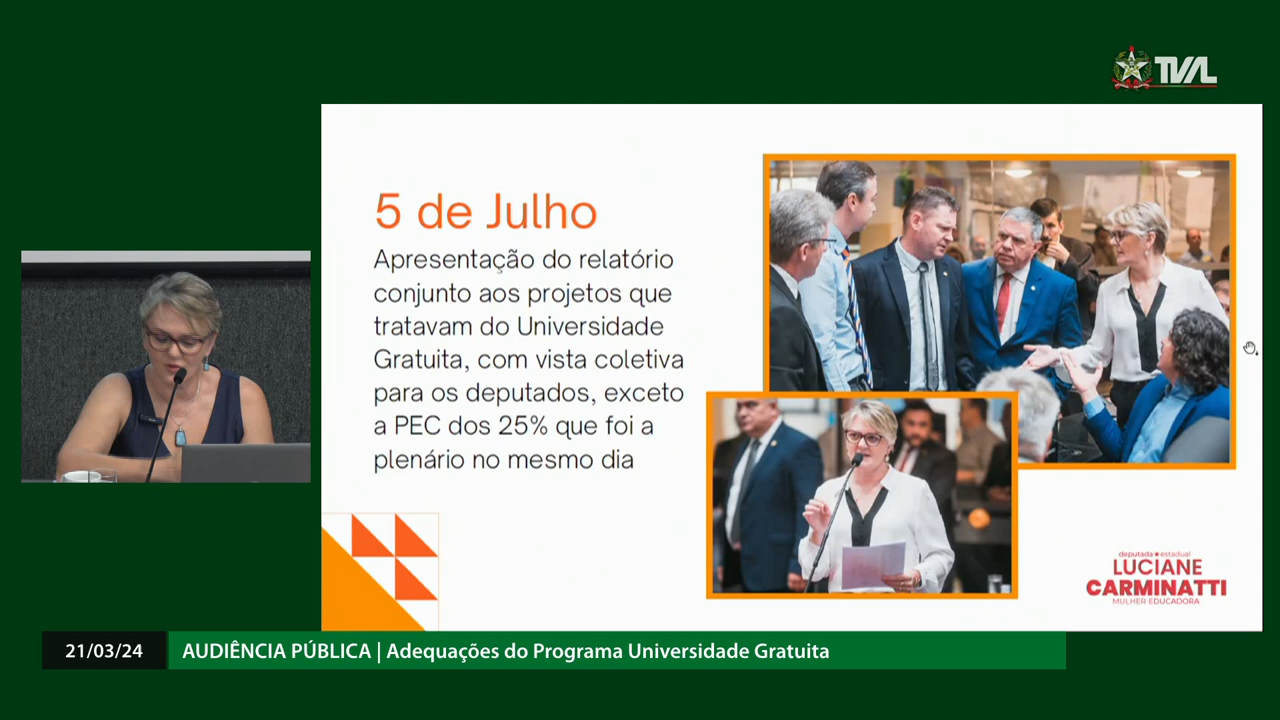 TVAL
5 de Julho
Apresentação do relatório
conjunto aos projetos que
tratavam do Universidade
Gratuita, com vista coletiva
para os deputados, exceto
a PEC dos 25% que foi a
plenário no mesmo dia
deputada ★ estadual
LUCIANE
CARMINATTI
MULHER EDUCADORA
21/03/24
AUDIÊNCIA PÚBLICA | Adequações do Programa Universidade Gratuita